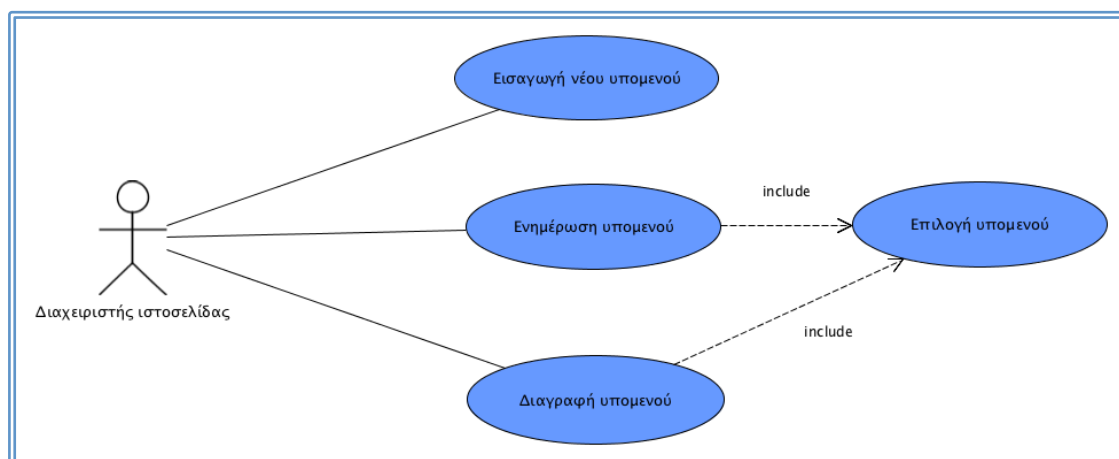 Εισαγωγή νέου υπομενού
include
Ενημέρωση υπομενού
Επιλογή υπομενού
Διαχειριστής ιστοσελίδας
include
Διαγραφή υπομενού